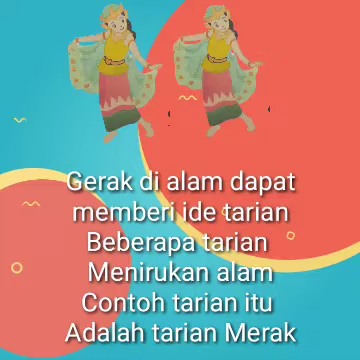 Gerak di alam dapat
memberi ide tarian
Beberapa tarian
Menirukan alam
Contoh tarian itu
Adalah tarian Merak